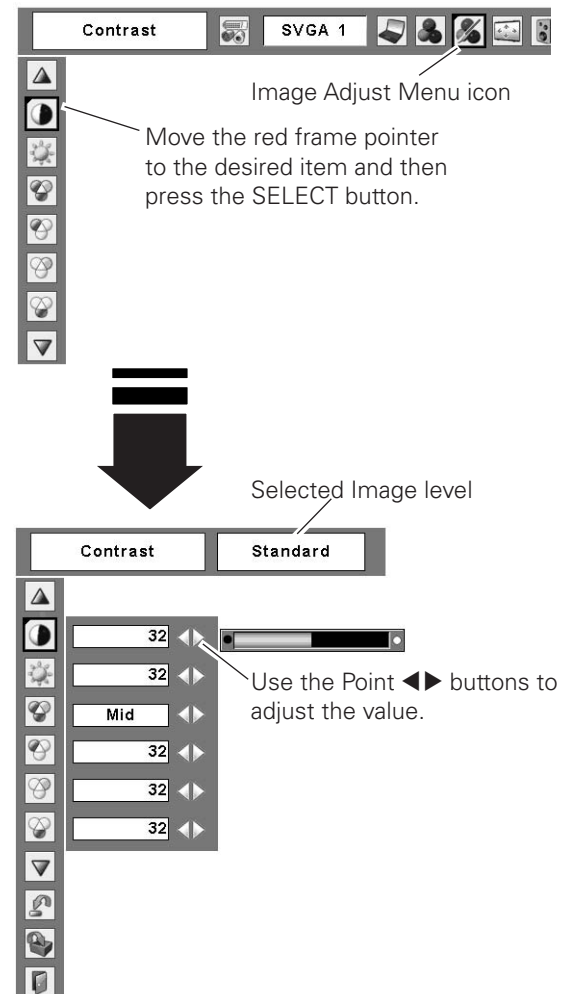 Contrast
SVGA 1
Image Adjust Menu icon
Move the red frame pointer
to the desired item and then
press the SELECT button.
Selected Image level
Contrast
Standard
32
32
Use the Point ◀▶ buttons to
adjust the value.
Mid
32
32
32